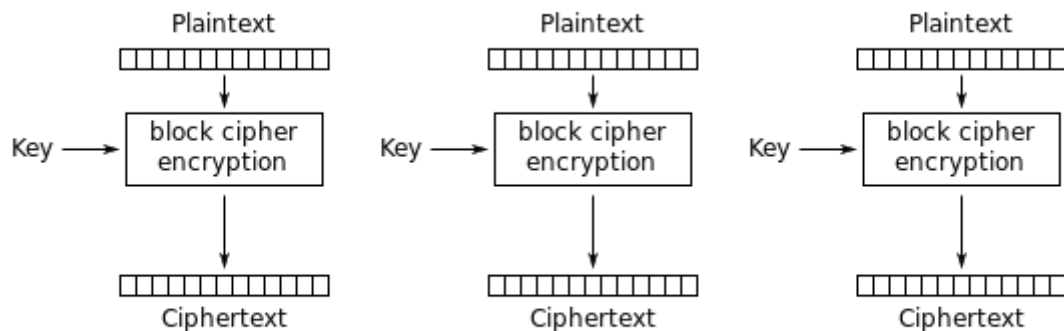 Plaintext
Key
block cipher
encryption
Ciphertext
Plaintext
Key
block cipher
encryption
Ciphertext
Plaintext
Key
block cipher
encryption
Ciphertext